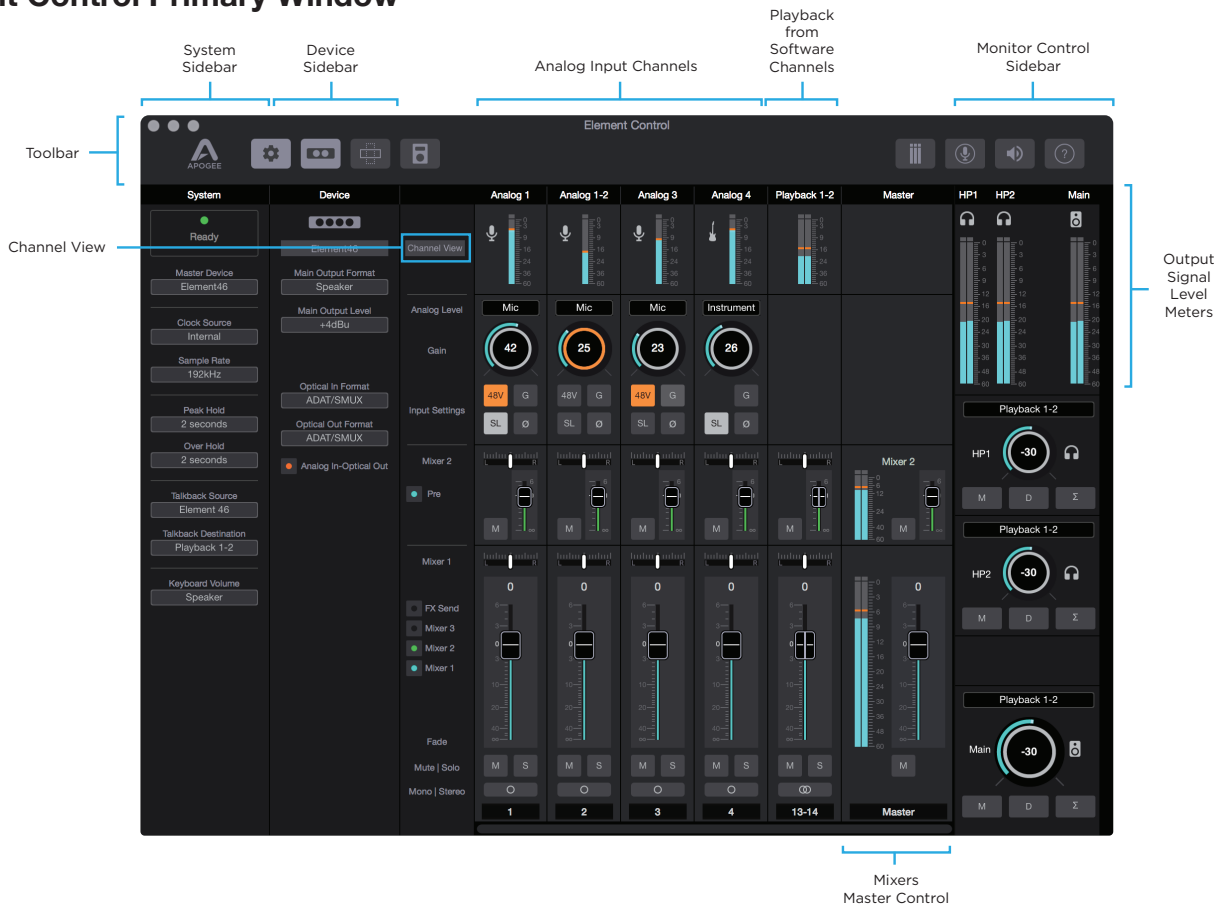 t Control Primary Window
System
Sidebar
Device
Sidebar
Analog Input Channels
Playback
from
Software
Channels
Monitor Control
Sidebar
Toolbar
Channel View
Output
Signal
Level
Meters
Mixers
Master Control
Element Control
APOGEE
?
System
Device
Analog 1
Analog 1-2
Analog 3
Analog 4
Playback 1-2
Master
HP1
HP2
Main
Ready
Master Device
Element46
Clock Source
Internal
Sample Rate
192kHz
Peak Hold
2 seconds
Over Hold
2 seconds
Talkback Source
Element 46
Talkback Destination
Playback 1-2
Keyboard Volume
Speaker
Element46
Main Output Format
Speaker
Main Output Level
+4dBu
Optical In Format
ADAT/SMUX
Optical Out Format
ADAT/SMUX
Analog In-Optical Out
Channel View
Analog Level
Gain
Input Settings
Mixer 2
Pre
Mixer 1
FX Send
Mixer 3
Mixer 2
Mixer 1
Fade
Mute | Solo
Mono | Stereo
Mic
Mic
Mic
Instrument
42
25
23
26
48V G
48V G
48V G
G
SL Ø
SL Ø
SL Ø
SL Ø
L R
L R
L R
L R
L R
Mixer 2
M
M
M
M
M
M
L R
L R
L R
L R
L R
0
0
0
0
0
0
M S
M S
M S
M S
M S
M
1
2
3
4
13-14
Master
Playback 1-2
HP1
-30
M D Σ
Playback 1-2
HP2
-30
M D Σ
Playback 1-2
Main
-30
M D Σ